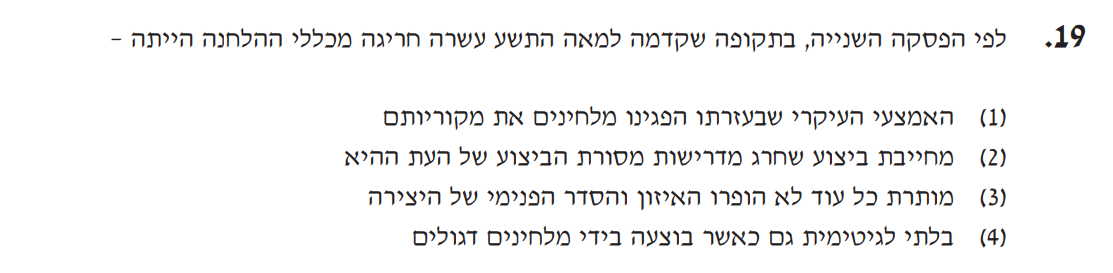 19. לפי הפסקה השנייה, בתקופה שקדמה למאה התשע עשרה חריגה מכללי ההלחנה הייתה –
(1) האמצעי העיקרי שבעזרתו הפגינו מלחינים את מקוריותם
(2) מחייבת ביצוע שחרג מדרישות מסורת הביצוע של העת ההיא
(3) מותרת כל עוד לא הופרו האיזון והסדר הפנימי של היצירה
(4) בלתי לגיטימית גם כאשר בוצעה בידי מלחינים דגולים